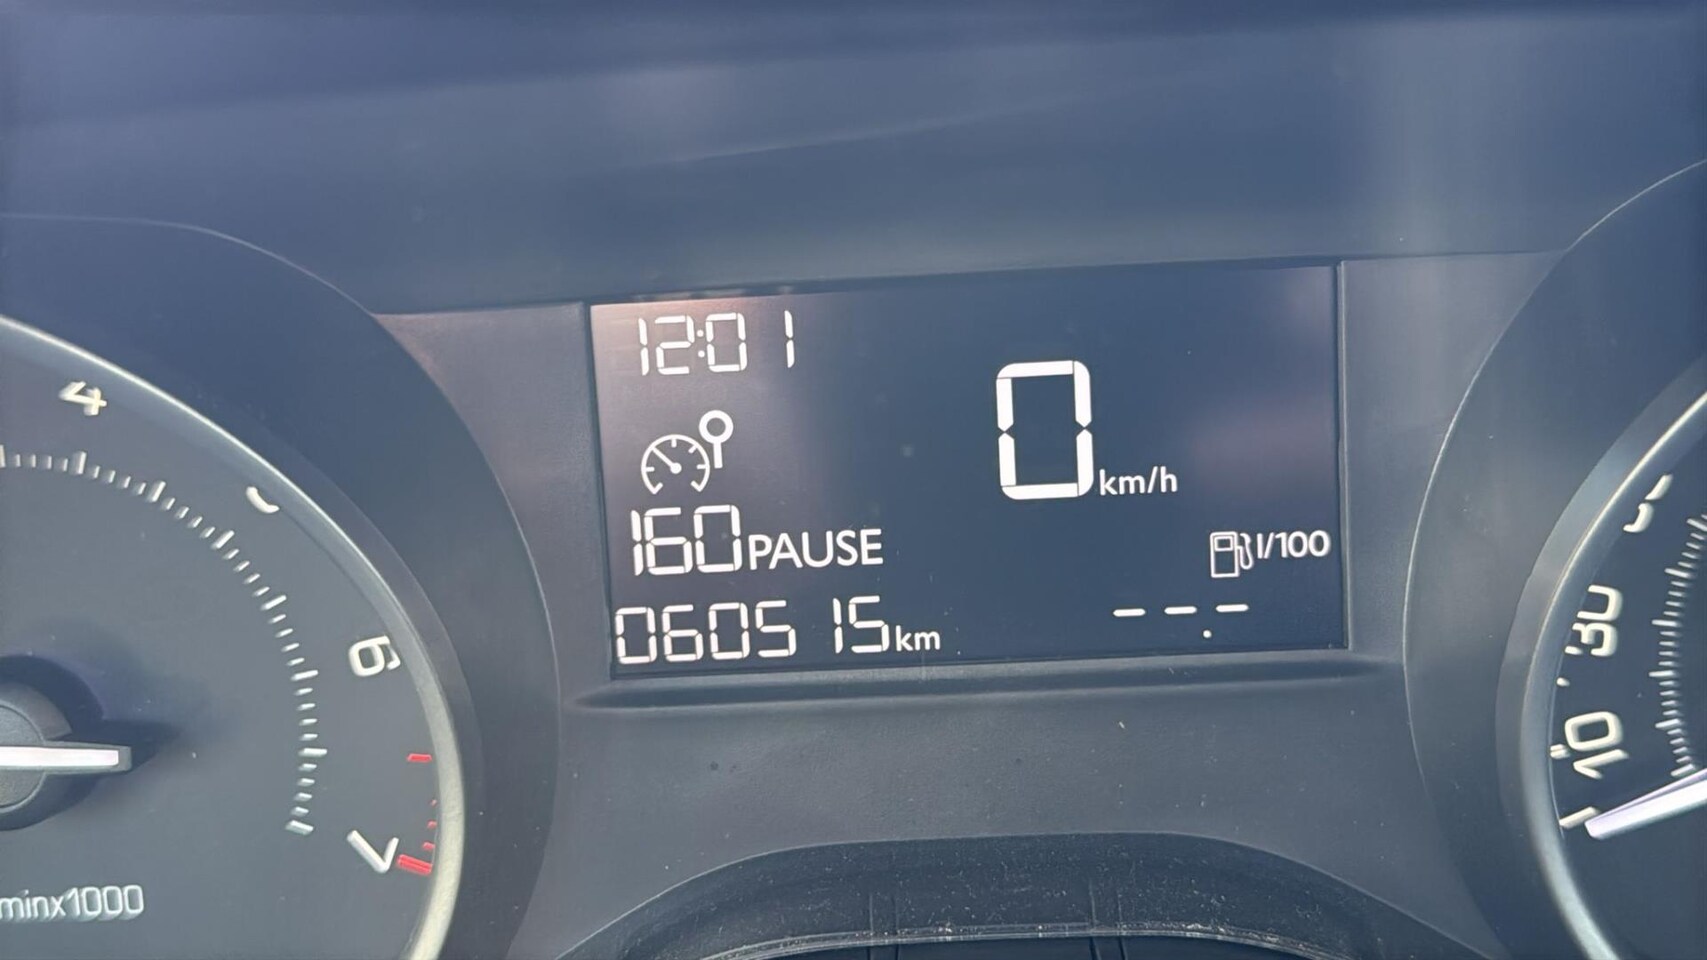 12:01
0 km/h
160 PAUSE
l/100
060515 km
---.-
4
6
7
minx1000
30
10